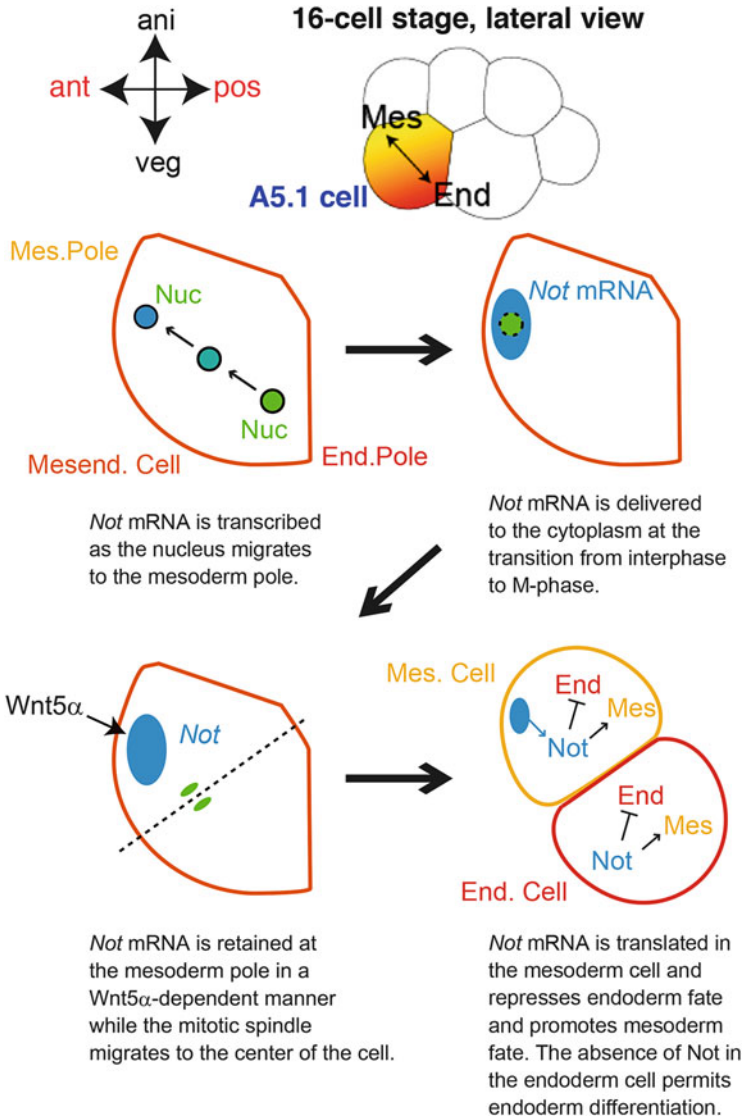 ani
ant
pos
veg
16-cell stage, lateral view
Mes
End
A5.1 cell
Mes.Pole
Nuc
Nuc
Mesend. Cell
End.Pole
Not mRNA
Not mRNA is transcribed
as the nucleus migrates
to the mesoderm pole.
Not mRNA is delivered
to the cytoplasm at the
transition from interphase
to M-phase.
Wnt5α
Not
Mes. Cell
End
Mes
Not
End
Mes
Not
End. Cell
Not mRNA is retained at
the mesoderm pole in a
Wnt5α-dependent manner
while the mitotic spindle
migrates to the center of the cell.
Not mRNA is translated in
the mesoderm cell and
represses endoderm fate
and promotes mesoderm
fate. The absence of Not in
the endoderm cell permits
endoderm differentiation.